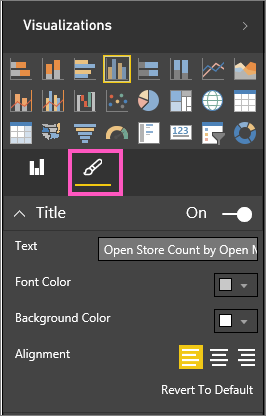 Visualizations
123
Title On
Text Open Store Count by Open M
Font Color
Background Color
Alignment
Revert To Default